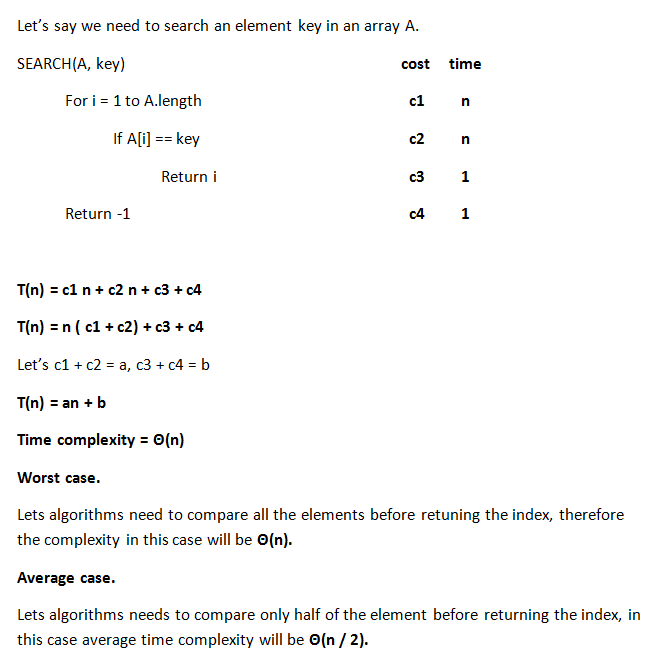 Let’s say we need to search an element key in an array A.
SEARCH(A, key) cost time
For i = 1 to A.length c1 n
If A[i] == key c2 n
Return i c3 1
Return -1 c4 1
T(n) = c1 n + c2 n + c3 + c4
T(n) = n ( c1 + c2) + c3 + c4
Let’s c1 + c2 = a, c3 + c4 = b
T(n) = an + b
Time complexity = Θ(n)
Worst case.
Lets algorithms need to compare all the elements before retuning the index, therefore
the complexity in this case will be Θ(n).
Average case.
Lets algorithms needs to compare only half of the element before returning the index, in
this case average time complexity will be Θ(n / 2).